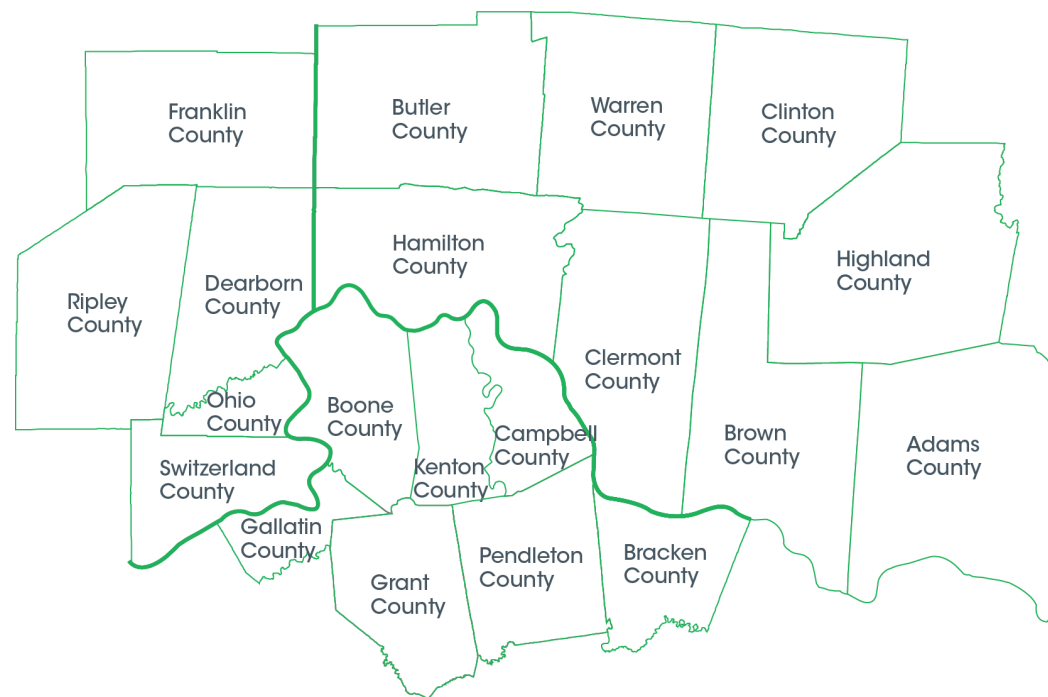 Franklin
County
Butler
County
Warren
County
Clinton
County
Hamilton
County
Highland
County
Ripley
County
Dearborn
County
Clermont
County
Ohio
County
Boone
County
Campbell
County
Brown
County
Adams
County
Switzerland
County
Kenton
County
Gallatin
County
Grant
County
Pendleton
County
Bracken
County